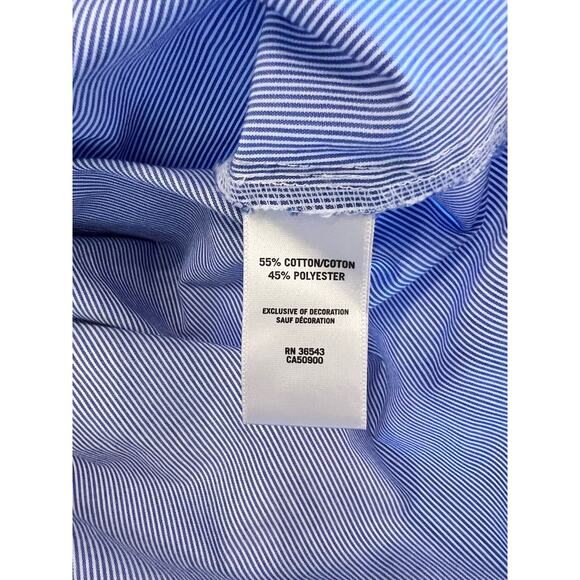 55% COTTON/COTON
45% POLYESTER
EXCLUSIVE OF DECORATION
SAUF DÉCORATION
RN 36543
CA50900